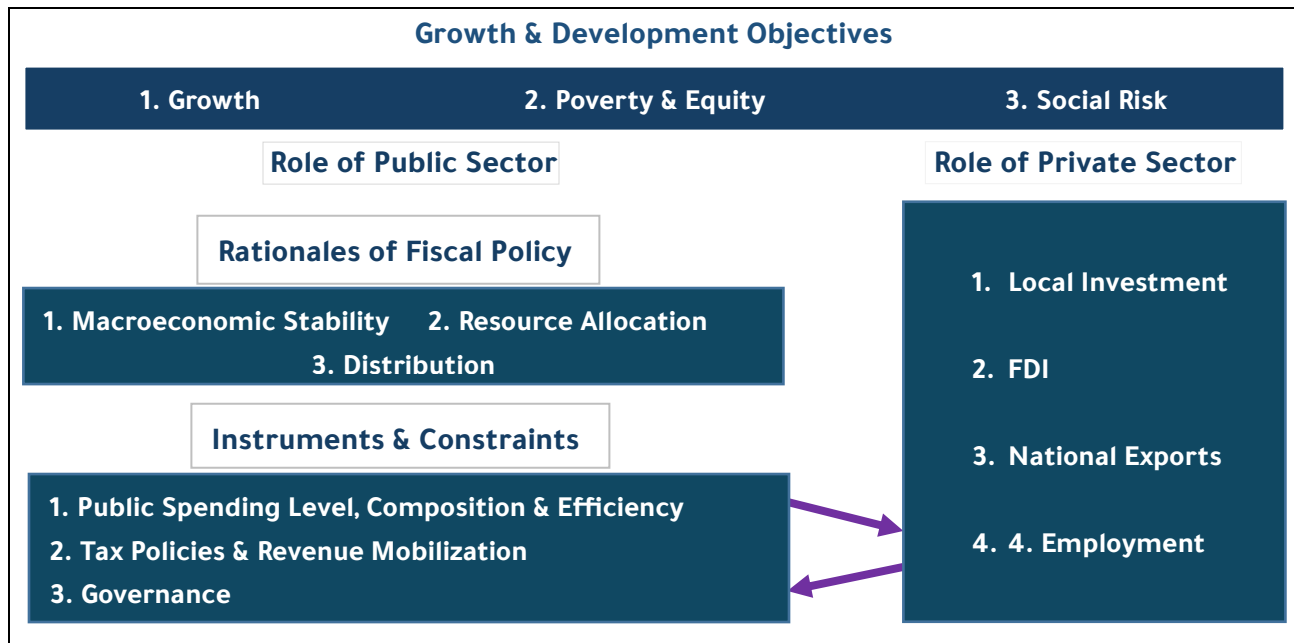 Growth & Development Objectives
1. Growth 2. Poverty & Equity 3. Social Risk
Role of Public Sector
Rationales of Fiscal Policy
1. Macroeconomic Stability 2. Resource Allocation
3. Distribution
Instruments & Constraints
1. Public Spending Level, Composition & Efficiency
2. Tax Policies & Revenue Mobilization
3. Governance
Role of Private Sector
1. Local Investment
2. FDI
3. National Exports
4. 4. Employment